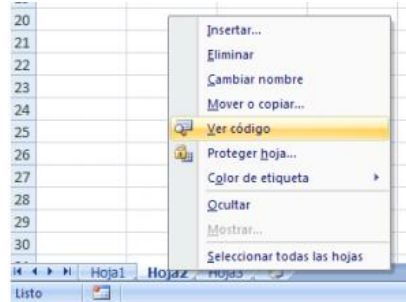 20
21
22
23
24
25
26
27
28
29
30
Insertar...
Eliminar
Cambiar nombre
Mover o copiar...
Ver código
Proteger hoja...
Color de etiqueta
Ocultar
Mostrar...
Seleccionar todas las hojas
Hoja1 Hoja2 Hoja3
Listo